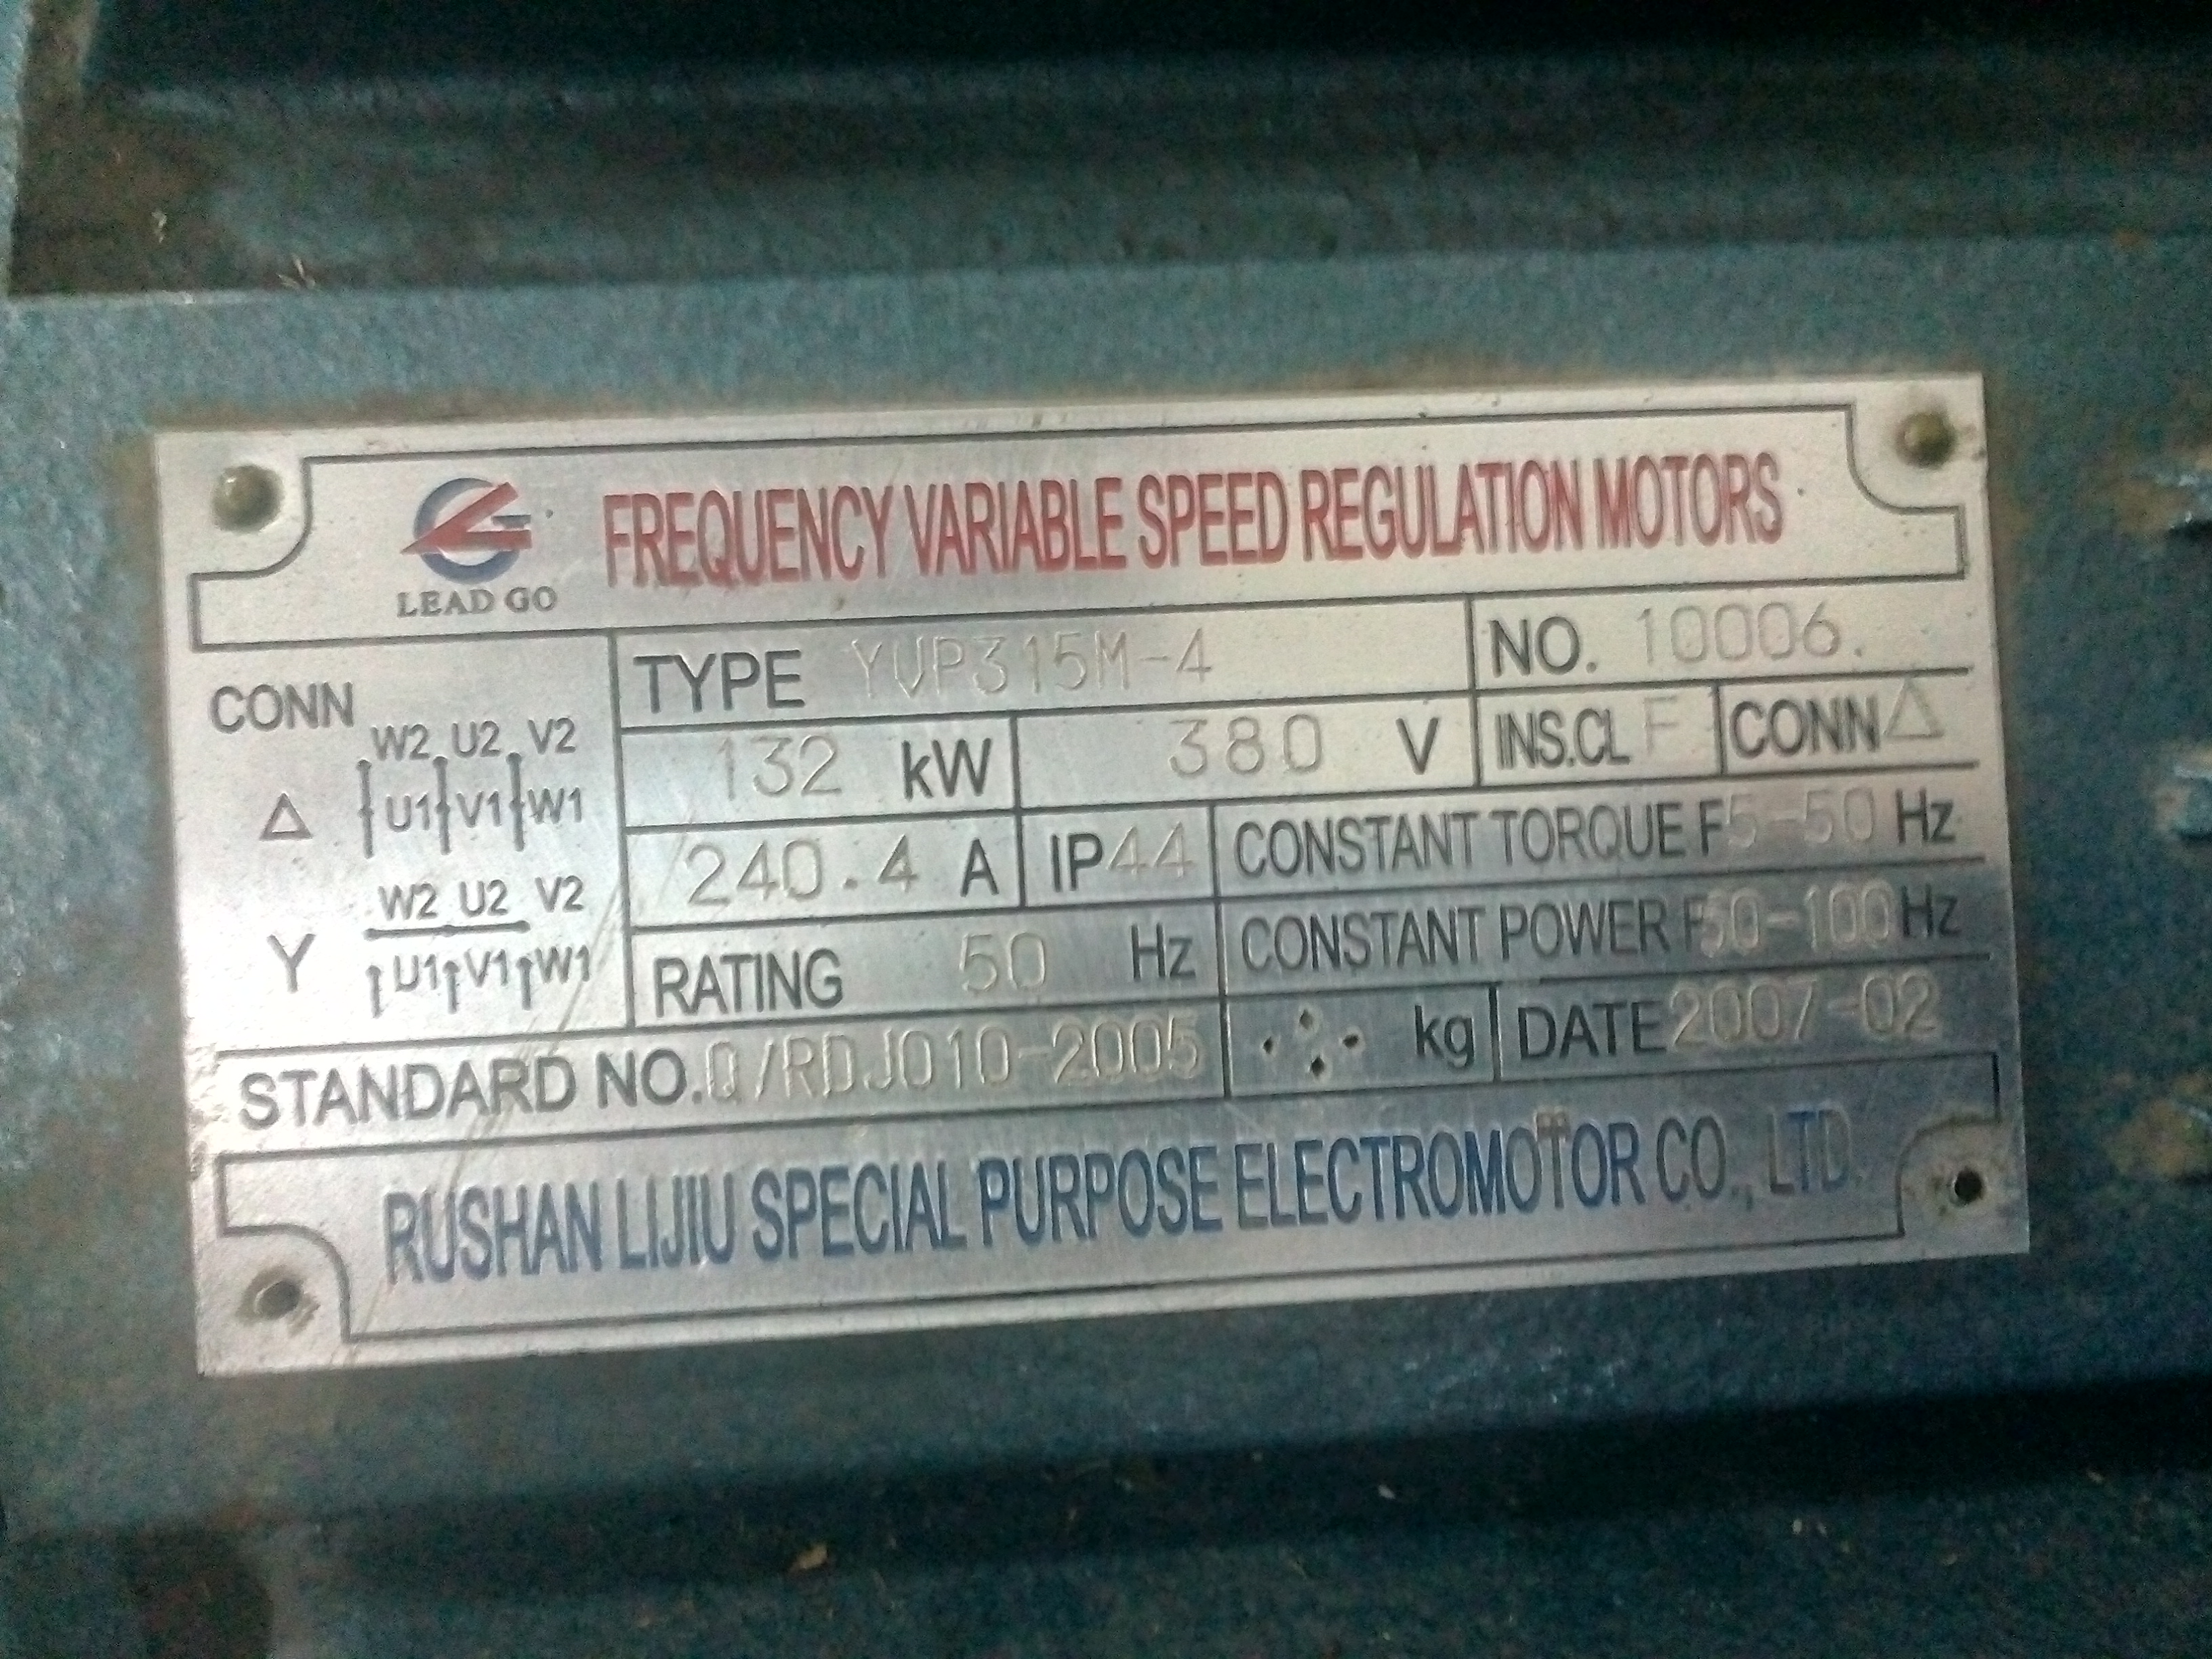 LEAD GO
FREQUENCY VARIABLE SPEED REGULATION MOTORS
TYPE YVP315M-4 NO. 10006.
CONN
W2 U2 V2
△ U1 V1 W1
W2 U2 V2
Y U1 V1 W1
132 kW 380 V INS.CL F CONN △
240.4 A IP44 CONSTANT TORQUE F5-50 Hz
RATING 50 Hz CONSTANT POWER F50-100 Hz
STANDARD NO. Q/RDJ010-2005 kg DATE 2007-02
RUSHAN LIJIU SPECIAL PURPOSE ELECTROMOTOR CO., LTD.